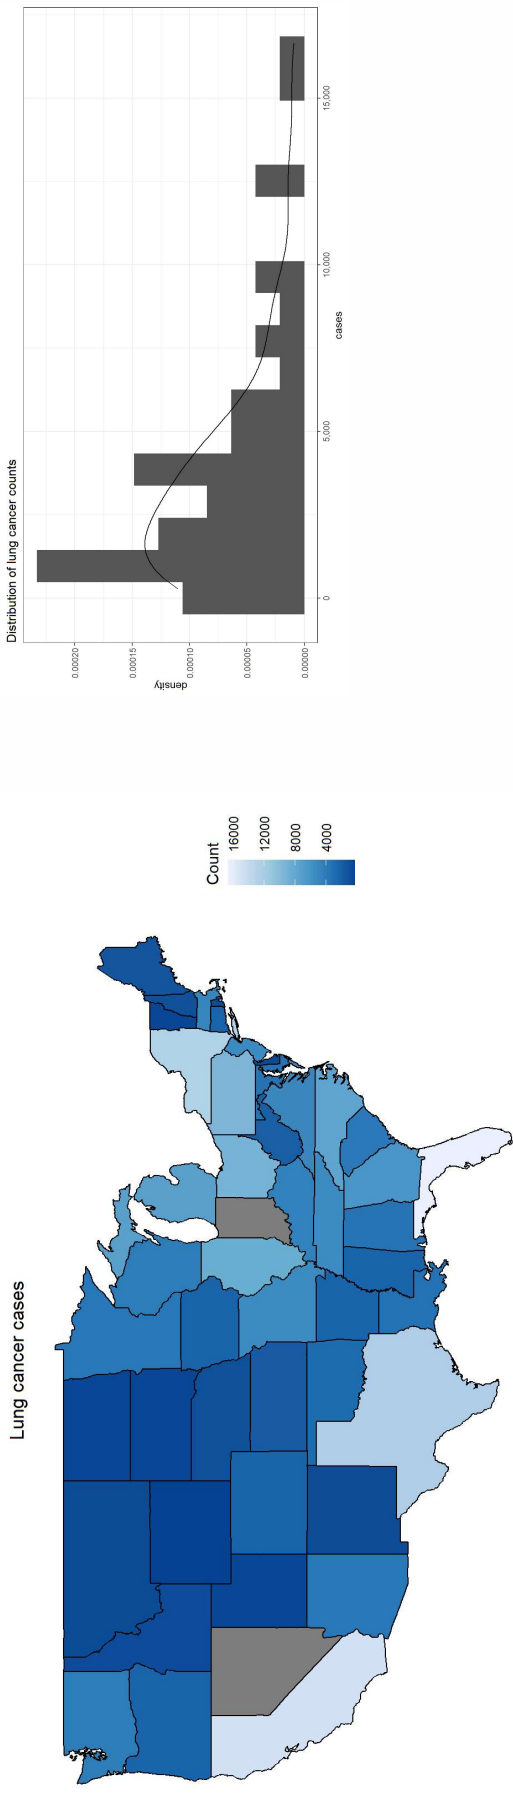 Lung cancer cases
Count
16000
12000
8000
4000
Distribution of lung cancer counts
0.00020
0.00015
0.00010
0.00005
0.00000
density
0
5,000
10,000
15,000
cases